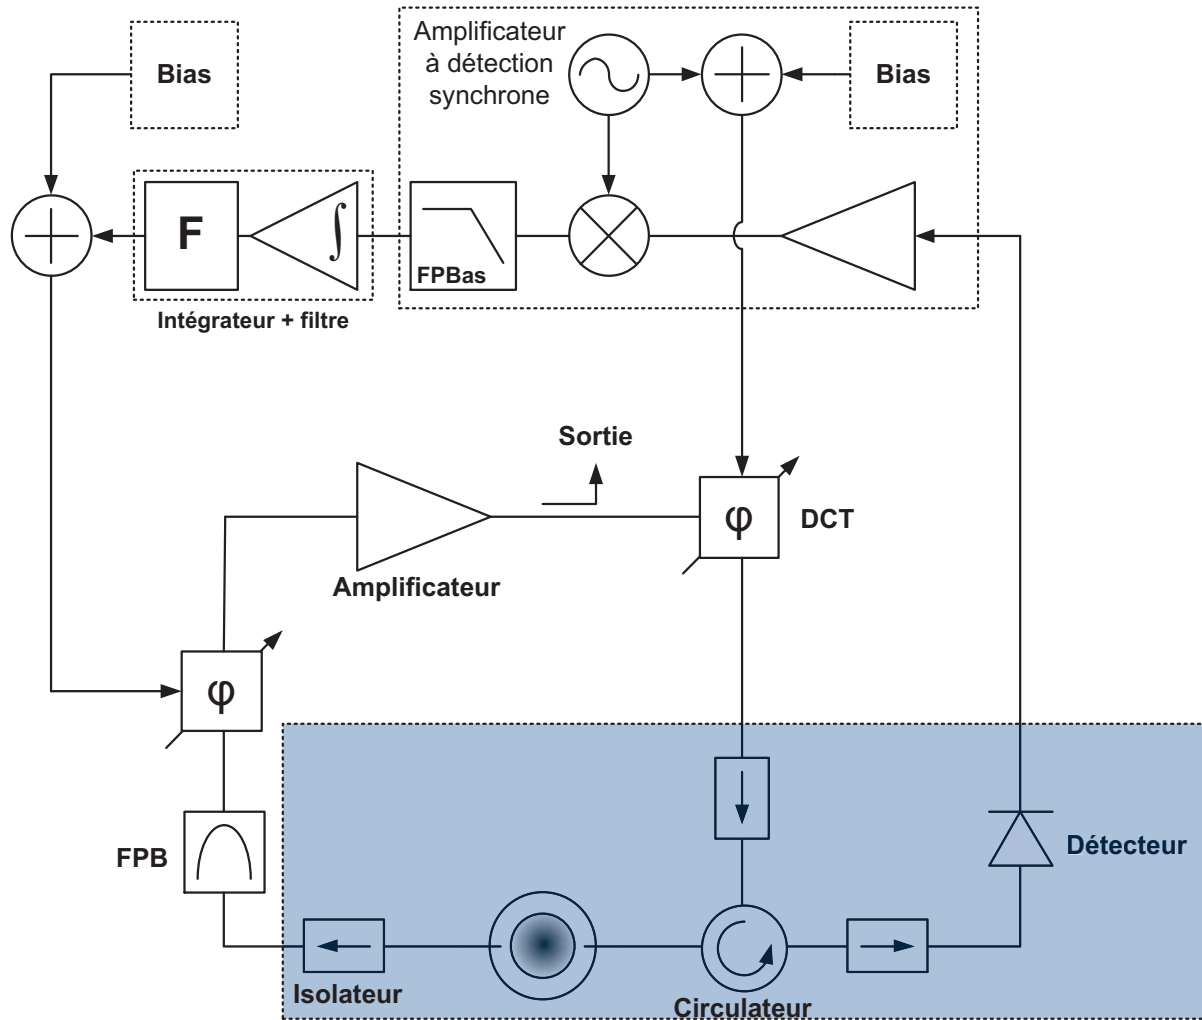 Amplificateur
à détection
synchrone
Bias
Bias
F
∫
FPBas
Intégrateur + filtre
Sortie
φ
DCT
Amplificateur
φ
FPB
Détecteur
Isolateur
Circulateur